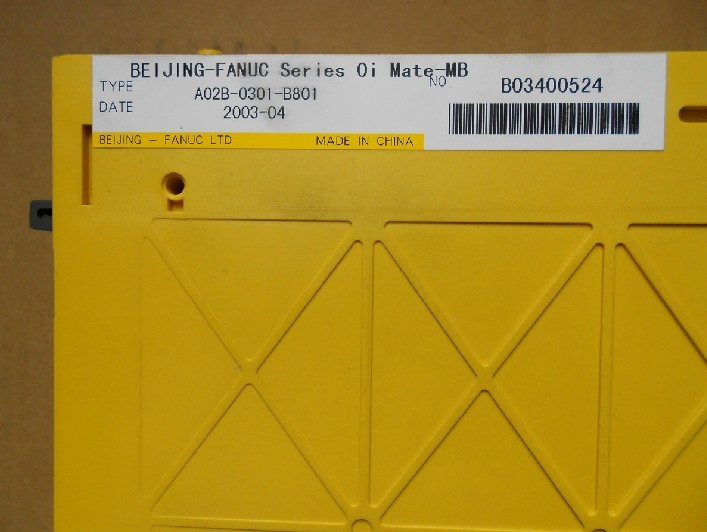 BEIJING-FANUC Series 0i Mate-MB
TYPE A02B-0301-B801 NO B03400524
DATE 2003-04
BEIJING - FANUC LTD MADE IN CHINA